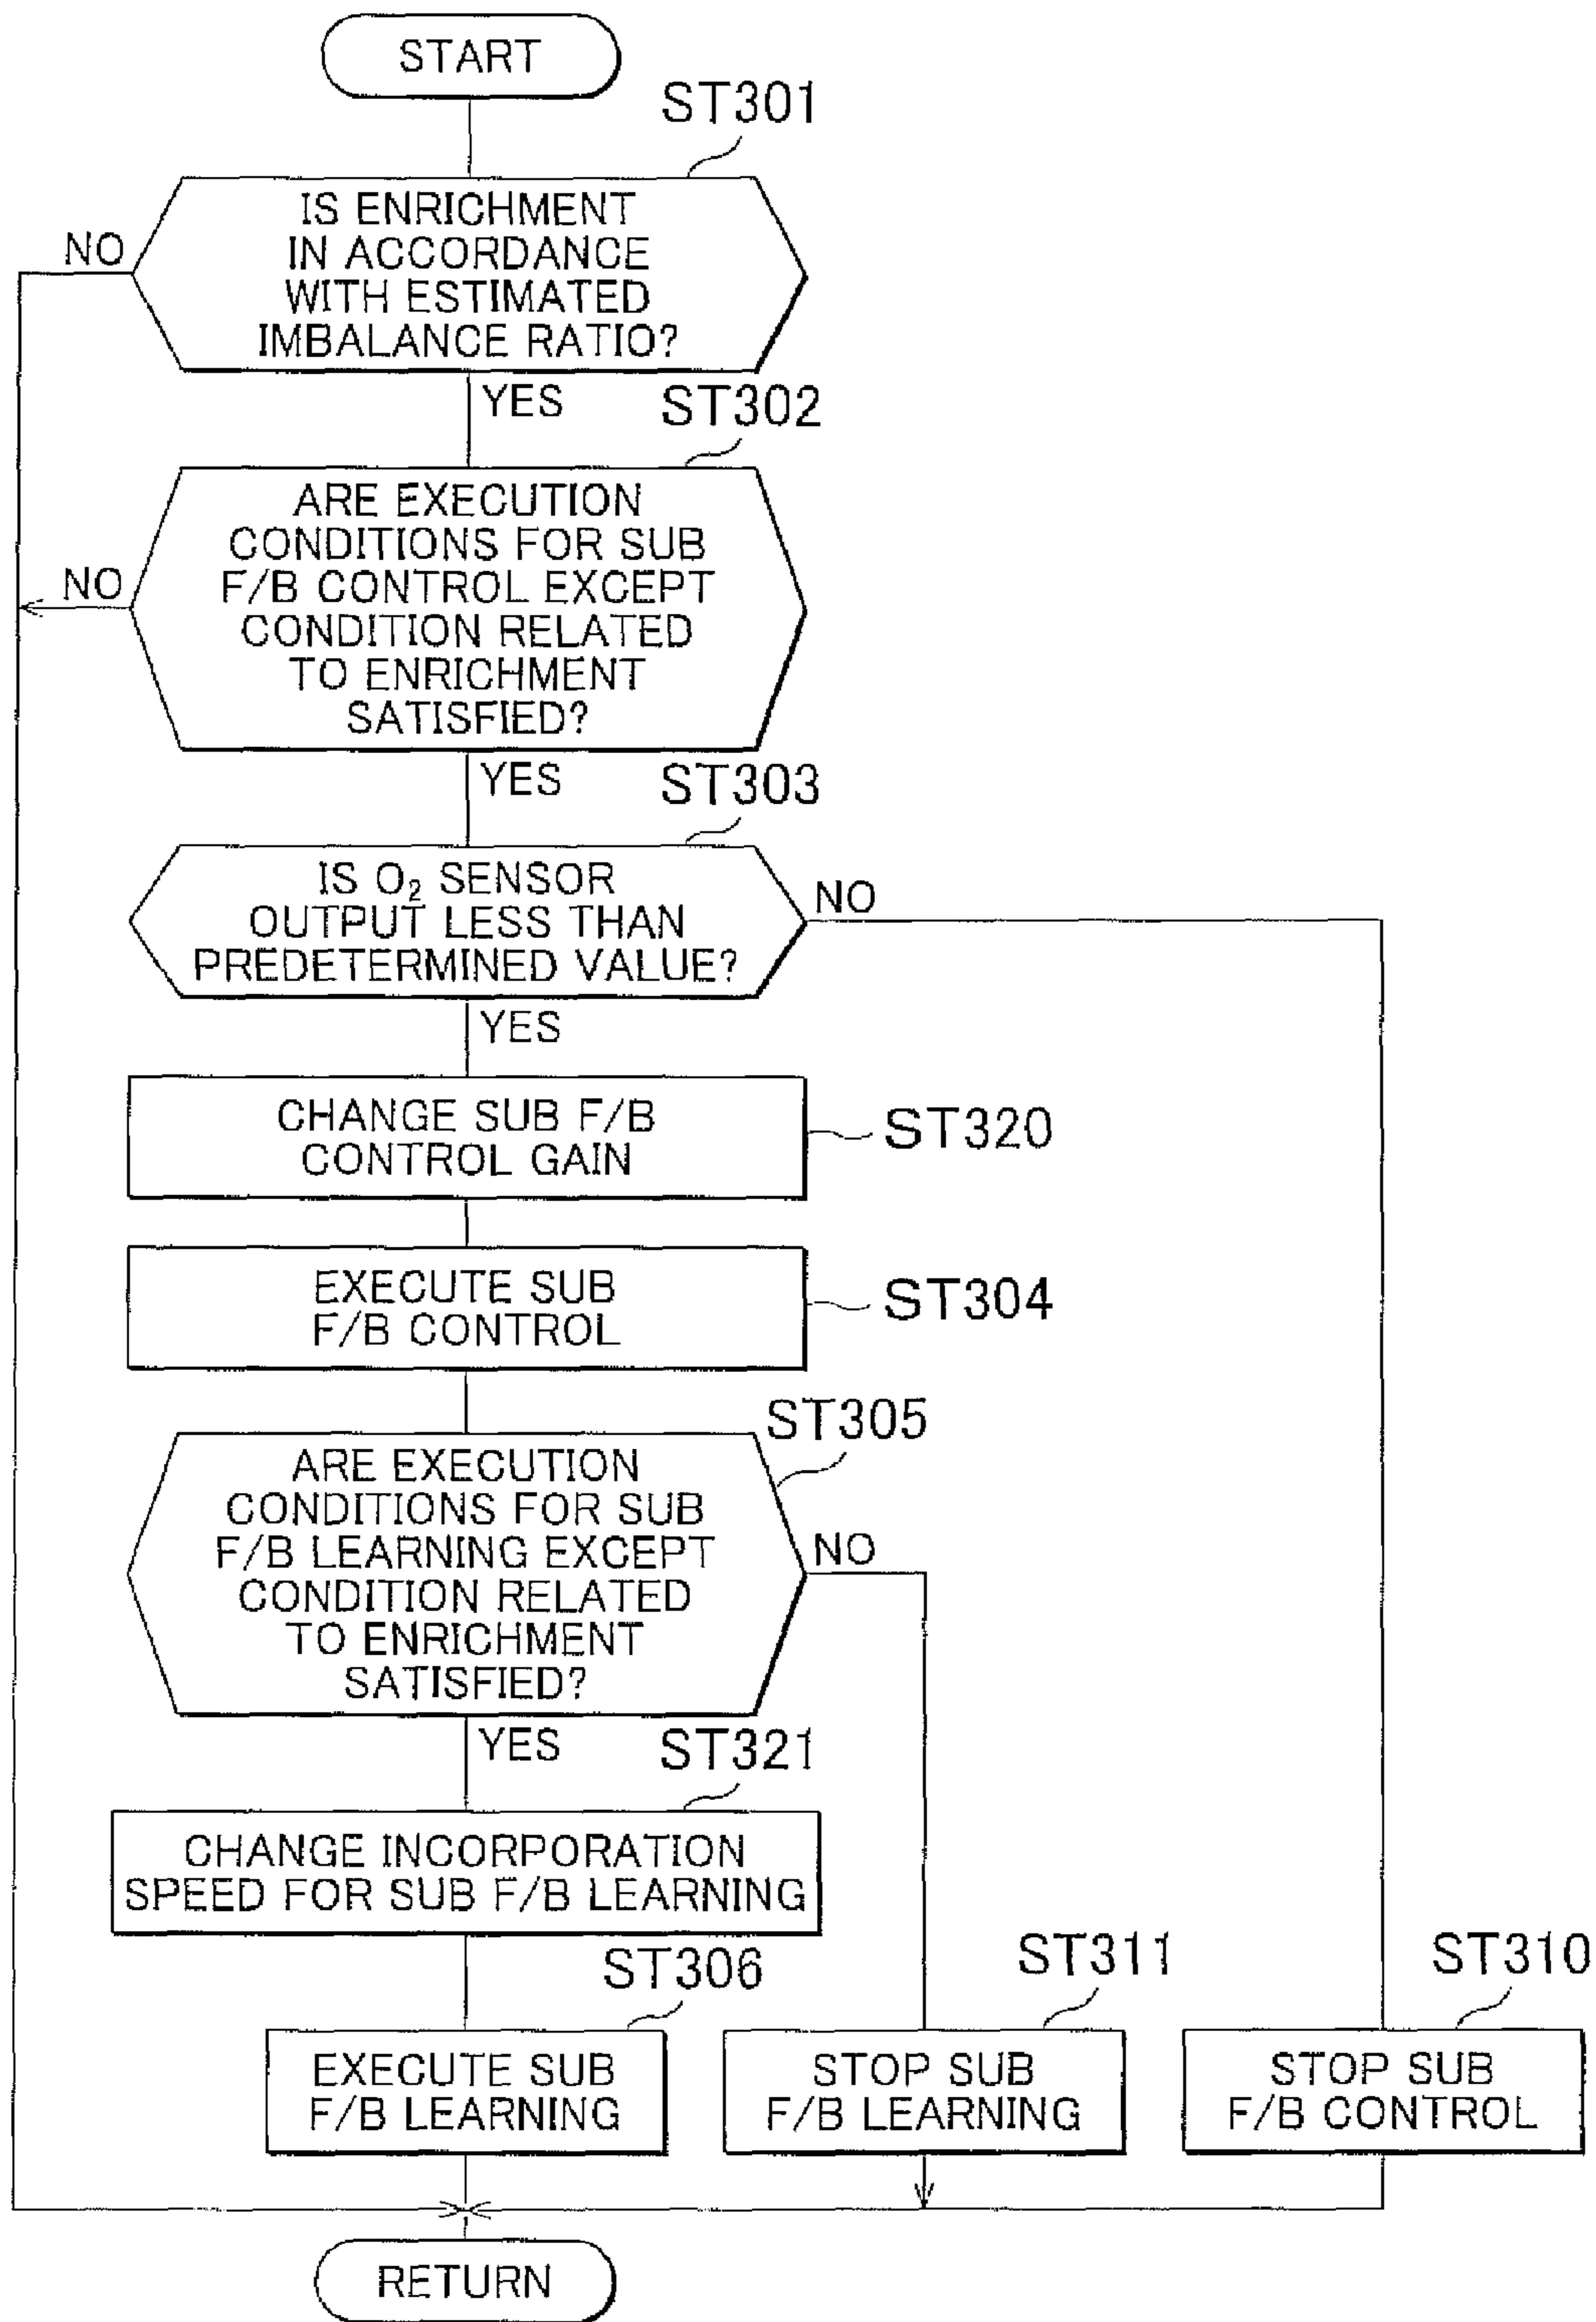 START
ST301
IS ENRICHMENT
IN ACCORDANCE
WITH ESTIMATED
IMBALANCE RATIO?
NO
YES
ST302
ARE EXECUTION
CONDITIONS FOR SUB
F/B CONTROL EXCEPT
CONDITION RELATED
TO ENRICHMENT
SATISFIED?
NO
YES
ST303
IS O₂ SENSOR
OUTPUT LESS THAN
PREDETERMINED VALUE?
NO
YES
CHANGE SUB F/B
CONTROL GAIN
ST320
EXECUTE SUB
F/B CONTROL
ST304
ST305
ARE EXECUTION
CONDITIONS FOR SUB
F/B LEARNING EXCEPT
CONDITION RELATED
TO ENRICHMENT
SATISFIED?
NO
YES
ST321
CHANGE INCORPORATION
SPEED FOR SUB F/B LEARNING
ST306
EXECUTE SUB
F/B LEARNING
ST311
STOP SUB
F/B LEARNING
ST310
STOP SUB
F/B CONTROL
RETURN